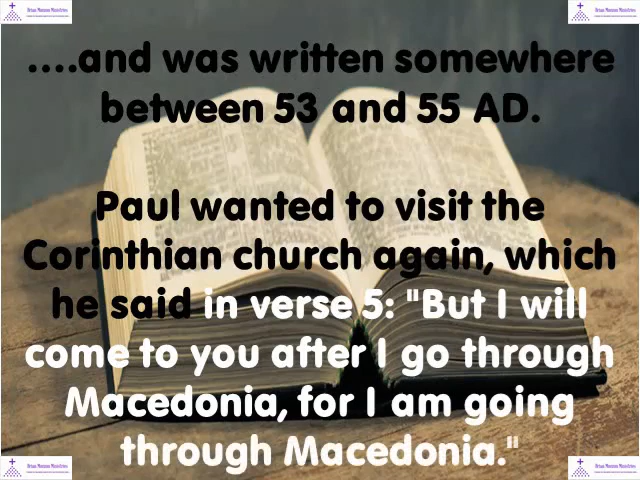 ....and was written somewhere
between 53 and 55 AD.
Paul wanted to visit the
Corinthian church again, which
he said in verse 5: "But I will
come to you after I go through
Macedonia, for I am going
through Macedonia."